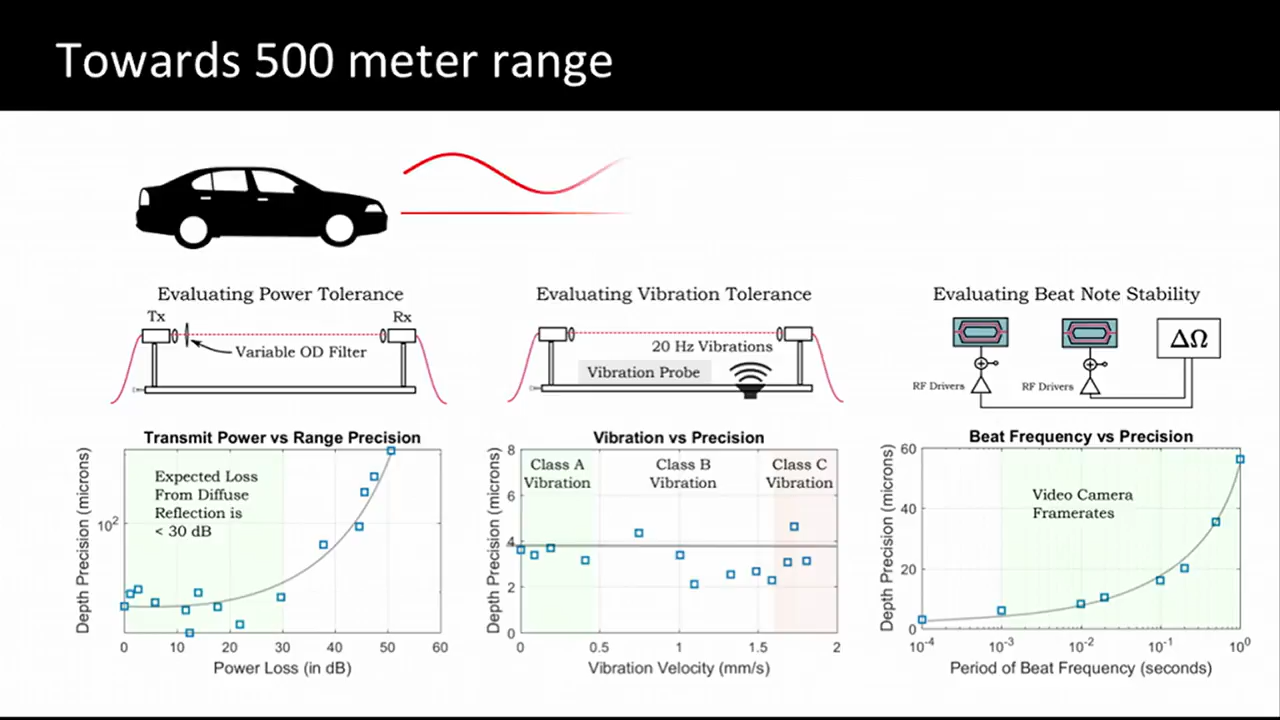 Towards 500 meter range
Evaluating Power Tolerance
Tx
Rx
Variable OD Filter
Evaluating Vibration Tolerance
20 Hz Vibrations
Vibration Probe
Evaluating Beat Note Stability
ΔΩ
RF Drivers
RF Drivers
Transmit Power vs Range Precision
Depth Precision (microns)
10²
Expected Loss
From Diffuse
Reflection is
< 30 dB
0 10 20 30 40 50 60
Power Loss (in dB)
Vibration vs Precision
Depth Precision (microns)
8
6
4
2
0
Class A
Vibration
Class B
Vibration
Class C
Vibration
0 0.5 1 1.5 2
Vibration Velocity (mm/s)
Beat Frequency vs Precision
Depth Precision (microns)
60
40
20
0
Video Camera
Framerates
10⁻⁴ 10⁻³ 10⁻² 10⁻¹ 10⁰
Period of Beat Frequency (seconds)